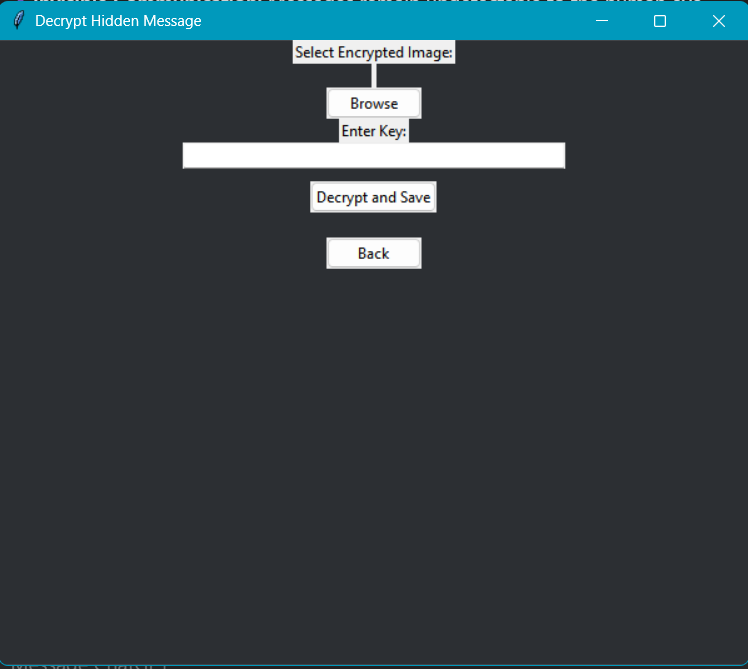 Decrypt Hidden Message
Select Encrypted Image:
Browse
Enter Key:
Decrypt and Save
Back